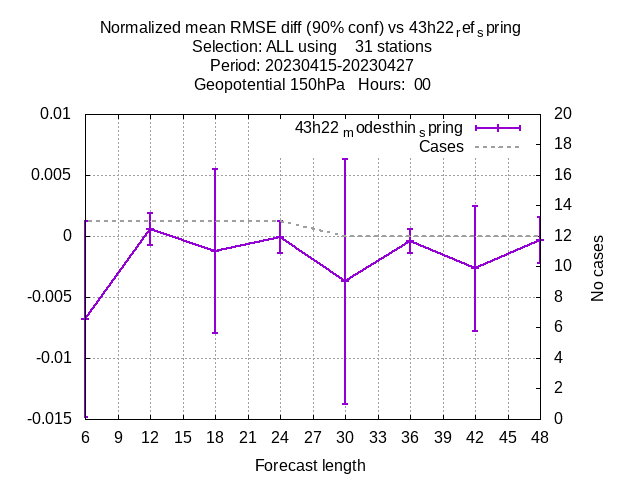 Normalized mean RMSE diff (90% conf) vs 43h22refspring
Selection: ALL using    31 stations
Period: 20230415-20230427
Geopotential 150hPa   Hours:  00
43h22modesthinspring
Cases
0.01
0.005
0
-0.005
-0.01
-0.015
20
18
16
14
12
10
8
6
4
2
0
No cases
6 9 12 15 18 21 24 27 30 33 36 39 42 45 48
Forecast length